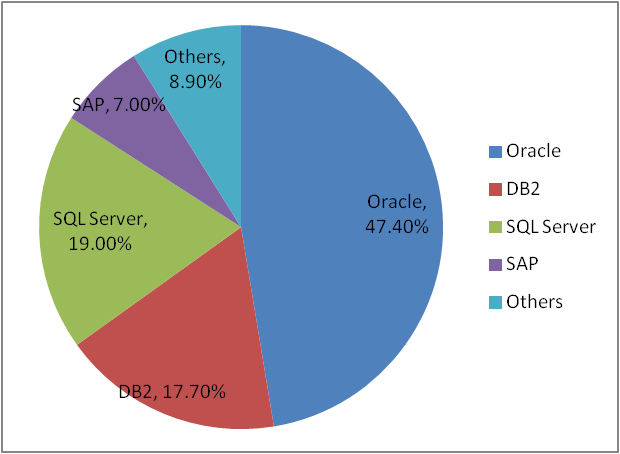 Others,
8.90%
SAP, 7.00%
Oracle,
47.40%
SQL Server,
19.00%
DB2, 17.70%
Oracle
DB2
SQL Server
SAP
Others